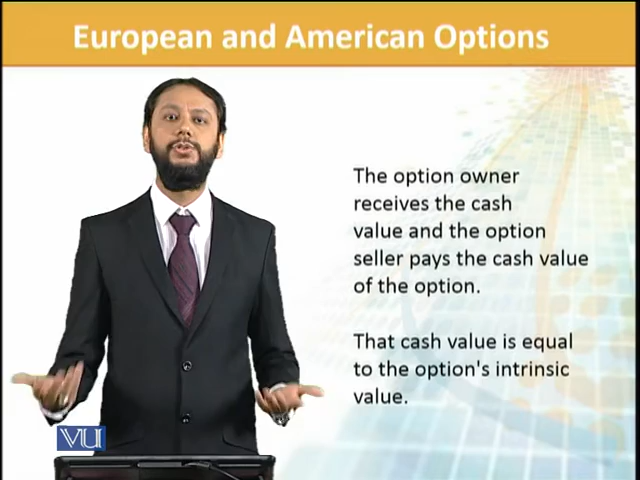 European and American Options
The option owner
receives the cash
value and the option
seller pays the cash value
of the option.
That cash value is equal
to the option's intrinsic
value.
VU